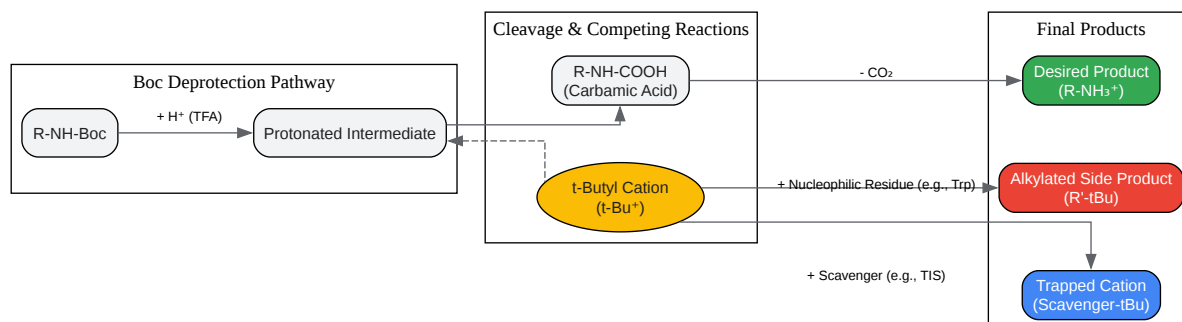 Boc Deprotection Pathway
R-NH-Boc
+ H⁺ (TFA)
Protonated Intermediate
Cleavage & Competing Reactions
R-NH-COOH
(Carbamic Acid)
- CO₂
t-Butyl Cation
(t-Bu⁺)
+ Nucleophilic Residue (e.g., Trp)
+ Scavenger (e.g., TIS)
Final Products
Desired Product
(R-NH₃⁺)
Alkylated Side Product
(R'-tBu)
Trapped Cation
(Scavenger-tBu)